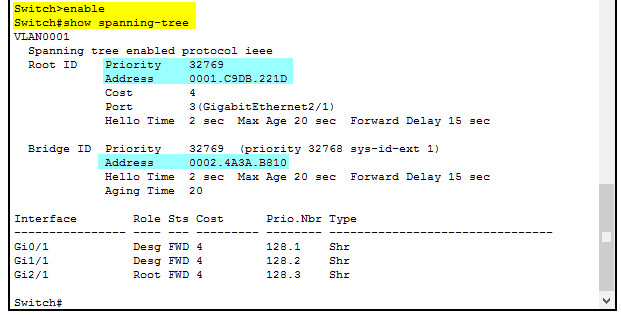 Switch>enable
Switch#show spanning-tree
VLAN0001
  Spanning tree enabled protocol ieee
  Root ID    Priority    32769
             Address     0001.C9DB.221D
             Cost        4
             Port        3(GigabitEthernet2/1)
             Hello Time  2 sec  Max Age 20 sec  Forward Delay 15 sec

  Bridge ID  Priority    32769  (priority 32768 sys-id-ext 1)
             Address     0002.4A3A.B810
             Hello Time  2 sec  Max Age 20 sec  Forward Delay 15 sec
             Aging Time  20

Interface        Role Sts Cost      Prio.Nbr Type
---------------- ---- --- --------- -------- --------------------------------
Gi0/1            Desg FWD 4         128.1    Shr
Gi1/1            Desg FWD 4         128.2    Shr
Gi2/1            Root FWD 4         128.3    Shr

Switch#